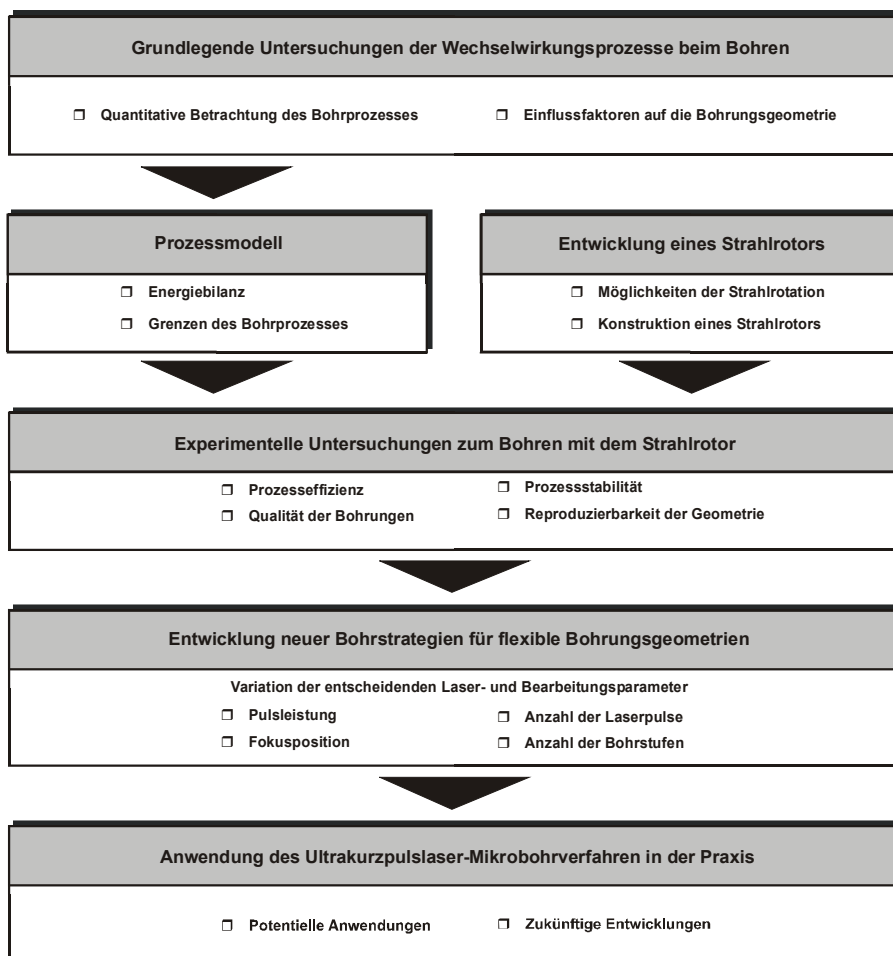 Grundlegende Untersuchungen der Wechselwirkungsprozesse beim Bohren
❒ Quantitative Betrachtung des Bohrprozesses
❒ Einflussfaktoren auf die Bohrungsgeometrie
Prozessmodell
❒ Energiebilanz
❒ Grenzen des Bohrprozesses
Entwicklung eines Strahlrotors
❒ Möglichkeiten der Strahlrotation
❒ Konstruktion eines Strahlrotors
Experimentelle Untersuchungen zum Bohren mit dem Strahlrotor
❒ Prozesseffizienz
❒ Qualität der Bohrungen
❒ Prozessstabilität
❒ Reproduzierbarkeit der Geometrie
Entwicklung neuer Bohrstrategien für flexible Bohrungsgeometrien
Variation der entscheidenden Laser- und Bearbeitungsparameter
❒ Pulsleistung
❒ Fokusposition
❒ Anzahl der Laserpulse
❒ Anzahl der Bohrstufen
Anwendung des Ultrakurzpulslaser-Mikrobohrverfahren in der Praxis
❒ Potentielle Anwendungen
❒ Zukünftige Entwicklungen